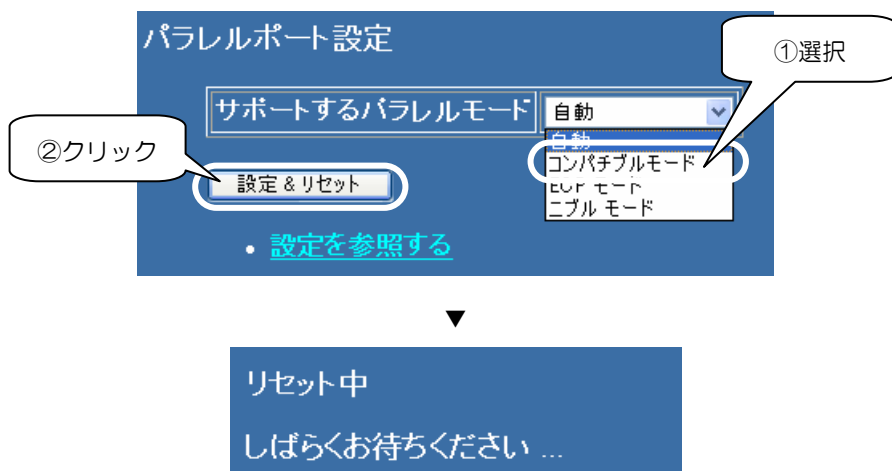 パラレルポート設定
①選択
サポートするパラレルモード 自動
自動
コンパチブルモード
ECP モード
ニブル モード
②クリック
設定 & リセット
• 設定を参照する
▼
リセット中
しばらくお待ちください ...